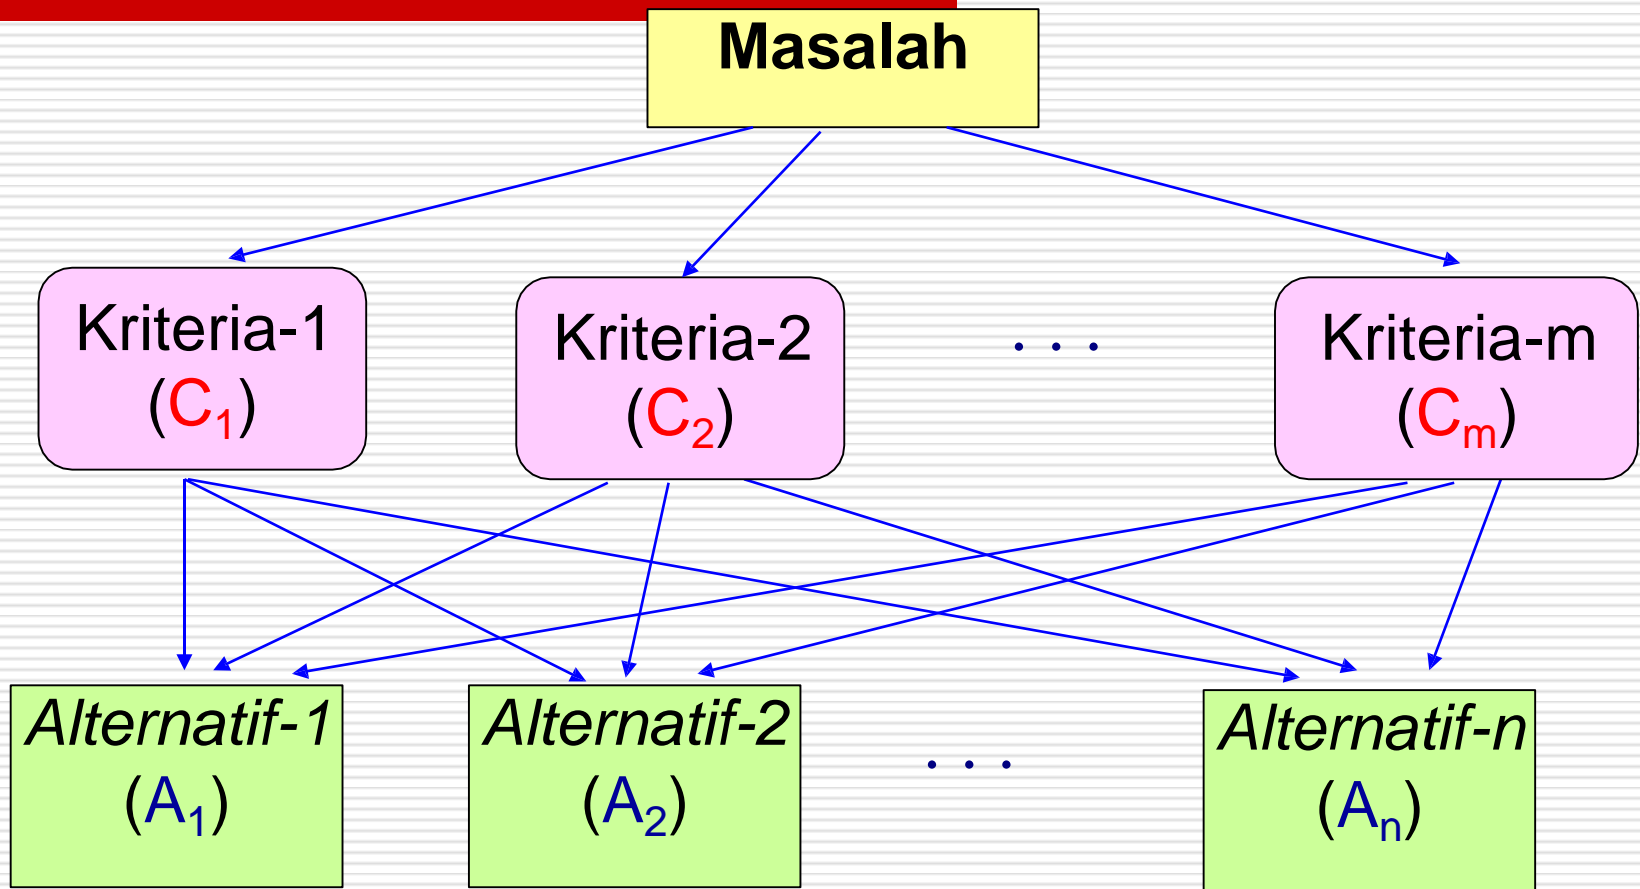 Masalah
Kriteria-1
(C₁)
Kriteria-2
(C₂)
. . .
Kriteria-m
(Cₘ)
Alternatif-1
(A₁)
Alternatif-2
(A₂)
. . .
Alternatif-n
(Aₙ)